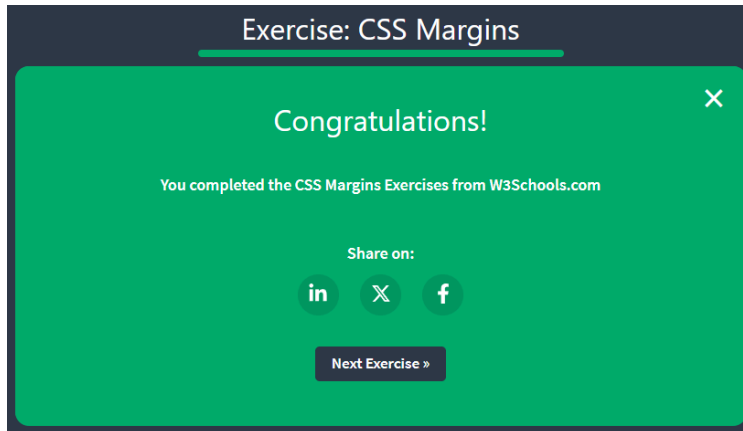 Exercise: CSS Margins
Congratulations!
You completed the CSS Margins Exercises from W3Schools.com
Share on:
in X f
Next Exercise »